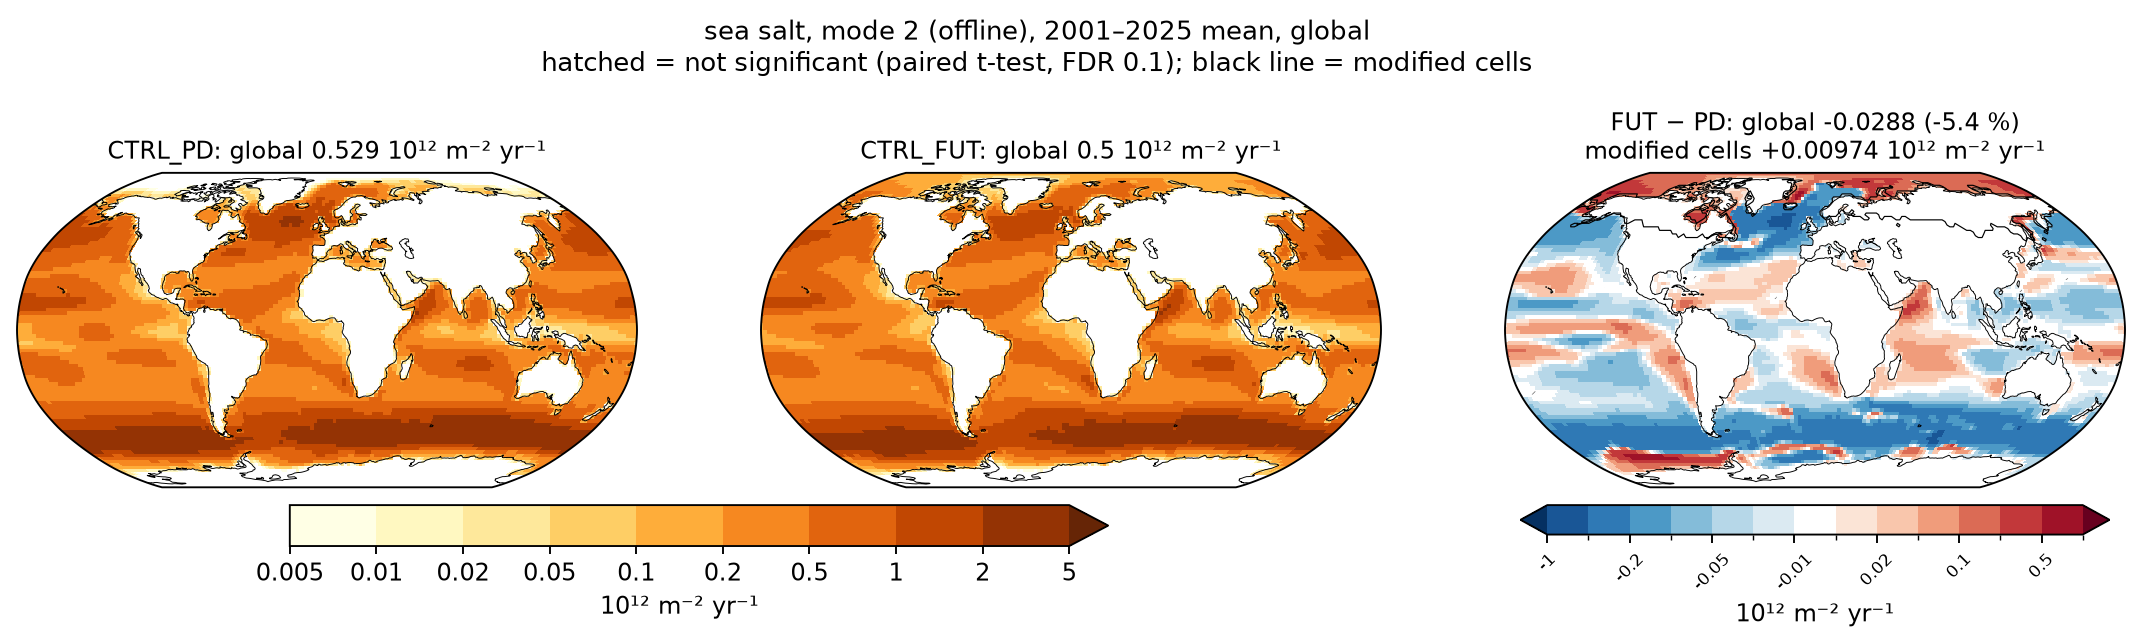 sea salt, mode 2 (offline), 2001–2025 mean, global
hatched = not significant (paired t-test, FDR 0.1); black line = modified cells
CTRL_PD: global 0.529 10¹² m⁻² yr⁻¹
CTRL_FUT: global 0.5 10¹² m⁻² yr⁻¹
FUT − PD: global -0.0288 (-5.4 %)
modified cells +0.00974 10¹² m⁻² yr⁻¹
0.005 0.01 0.02 0.05 0.1 0.2 0.5 1 2 5
10¹² m⁻² yr⁻¹
-1 -0.2 -0.05 -0.01 0.02 0.1 0.5
10¹² m⁻² yr⁻¹